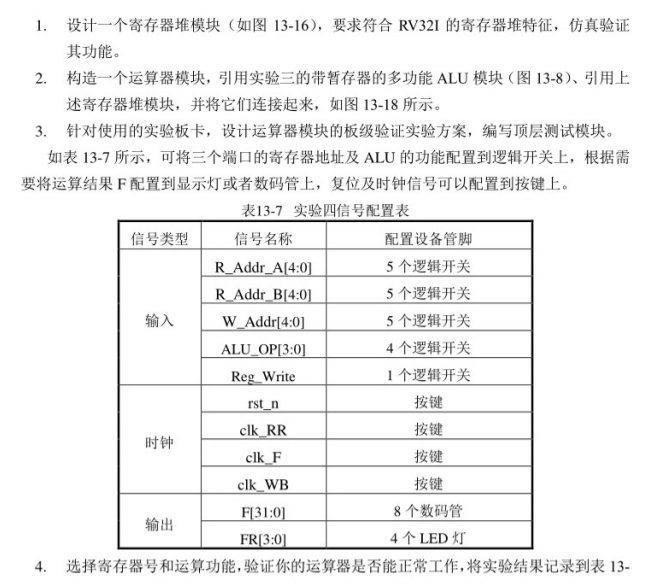 1. 设计一个寄存器堆模块（如图 13-16），要求符合 RV32I 的寄存器堆特征，仿真验证
其功能。
2. 构造一个运算器模块，引用实验三的带暂存器的多功能 ALU 模块（图 13-8）、引用上
述寄存器堆模块，并将它们连接起来，如图 13-18 所示。
3. 针对使用的实验板卡，设计运算器模块的板级验证实验方案，编写顶层测试模块。
如表 13-7 所示，可将三个端口的寄存器地址及 ALU 的功能配置到逻辑开关上，根据需
要将运算结果 F 配置到显示灯或者数码管上，复位及时钟信号可以配置到按键上。
表13-7 实验四信号配置表
信号类型 信号名称 配置设备管脚
输入
R_Addr_A[4:0] 5 个逻辑开关
R_Addr_B[4:0] 5 个逻辑开关
W_Addr[4:0] 5 个逻辑开关
ALU_OP[3:0] 4 个逻辑开关
Reg_Write 1 个逻辑开关
时钟
rst_n 按键
clk_RR 按键
clk_F 按键
clk_WB 按键
输出
F[31:0] 8 个数码管
FR[3:0] 4 个 LED 灯
4. 选择寄存器号和运算功能，验证你的运算器是否能正常工作，将实验结果记录到表 13-